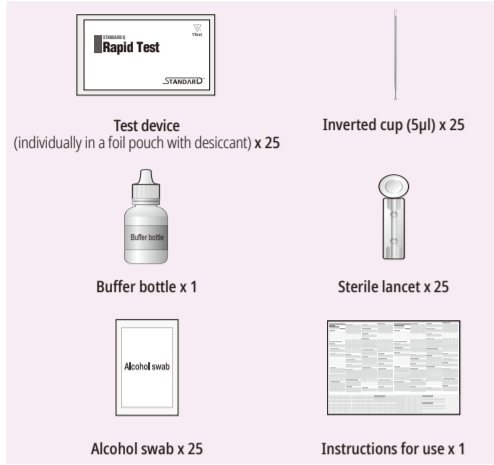 STANDARD Q
Rapid Test
1Test
STANDARD
Test device
(individually in a foil pouch with desiccant) x 25
Inverted cup (5μl) x 25
Buffer bottle
Buffer bottle x 1
Sterile lancet x 25
Alcohol swab
Alcohol swab x 25
Instructions for use x 1